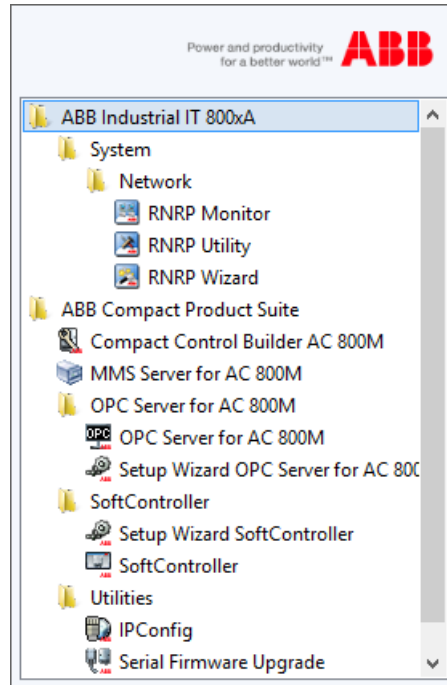 Power and productivity
for a better world™
ABB
ABB Industrial IT 800xA
System
Network
RNRP Monitor
RNRP Utility
RNRP Wizard
ABB Compact Product Suite
Compact Control Builder AC 800M
MMS Server for AC 800M
OPC Server for AC 800M
OPC
OPC Server for AC 800M
Setup Wizard OPC Server for AC 800
SoftController
Setup Wizard SoftController
SoftController
Utilities
IPConfig
Serial Firmware Upgrade